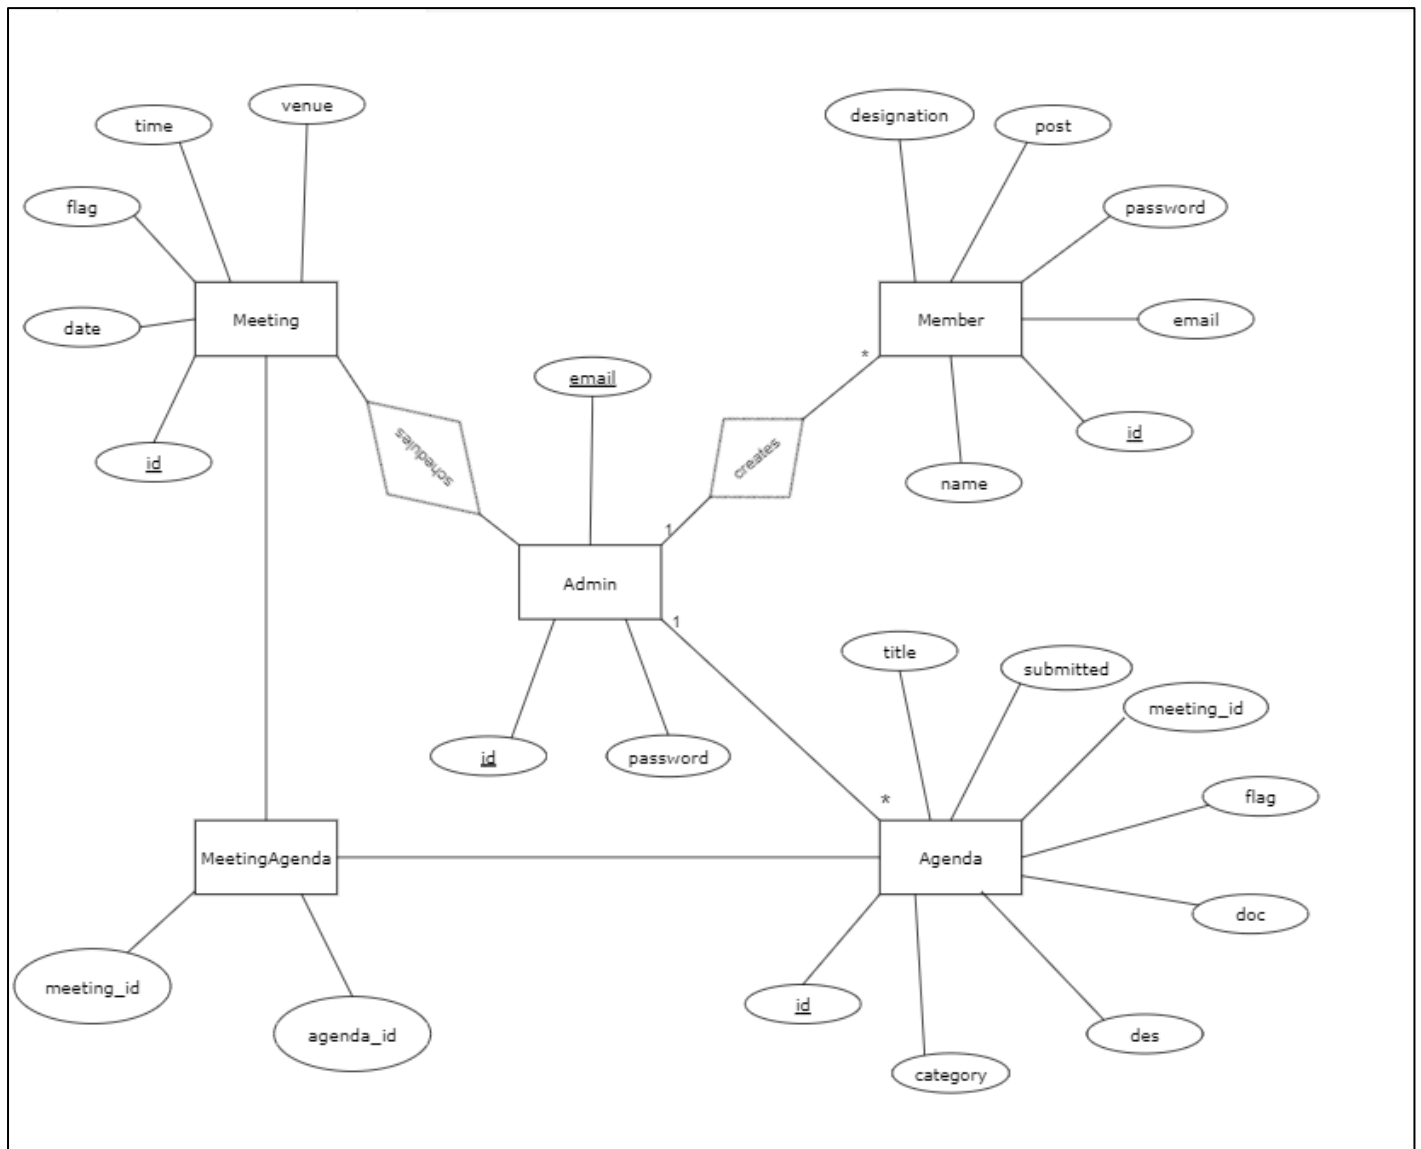 venue
time
designation
post
flag
password
Meeting
Member
date
email
*
email
schedules
creates
id
id
name
1
Admin
1
title
submitted
meeting_id
id
password
flag
*
MeetingAgenda
Agenda
doc
meeting_id
id
agenda_id
des
category